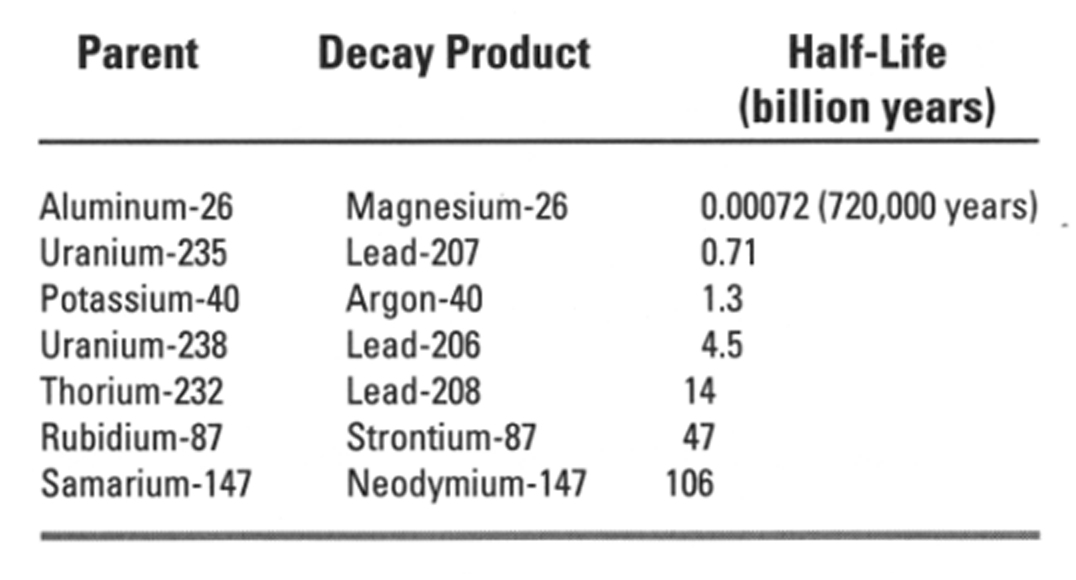 Parent Decay Product Half-Life
(billion years)
Aluminum-26 Magnesium-26 0.00072 (720,000 years)
Uranium-235 Lead-207 0.71
Potassium-40 Argon-40 1.3
Uranium-238 Lead-206 4.5
Thorium-232 Lead-208 14
Rubidium-87 Strontium-87 47
Samarium-147 Neodymium-147 106